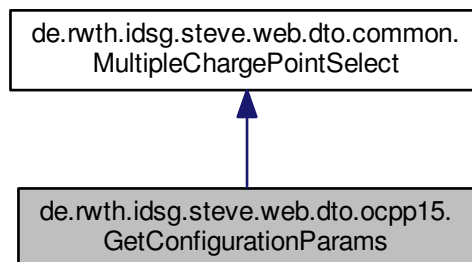 de.rwth.idsg.steve.web.dto.common.
MultipleChargePointSelect
de.rwth.idsg.steve.web.dto.ocpp15.
GetConfigurationParams